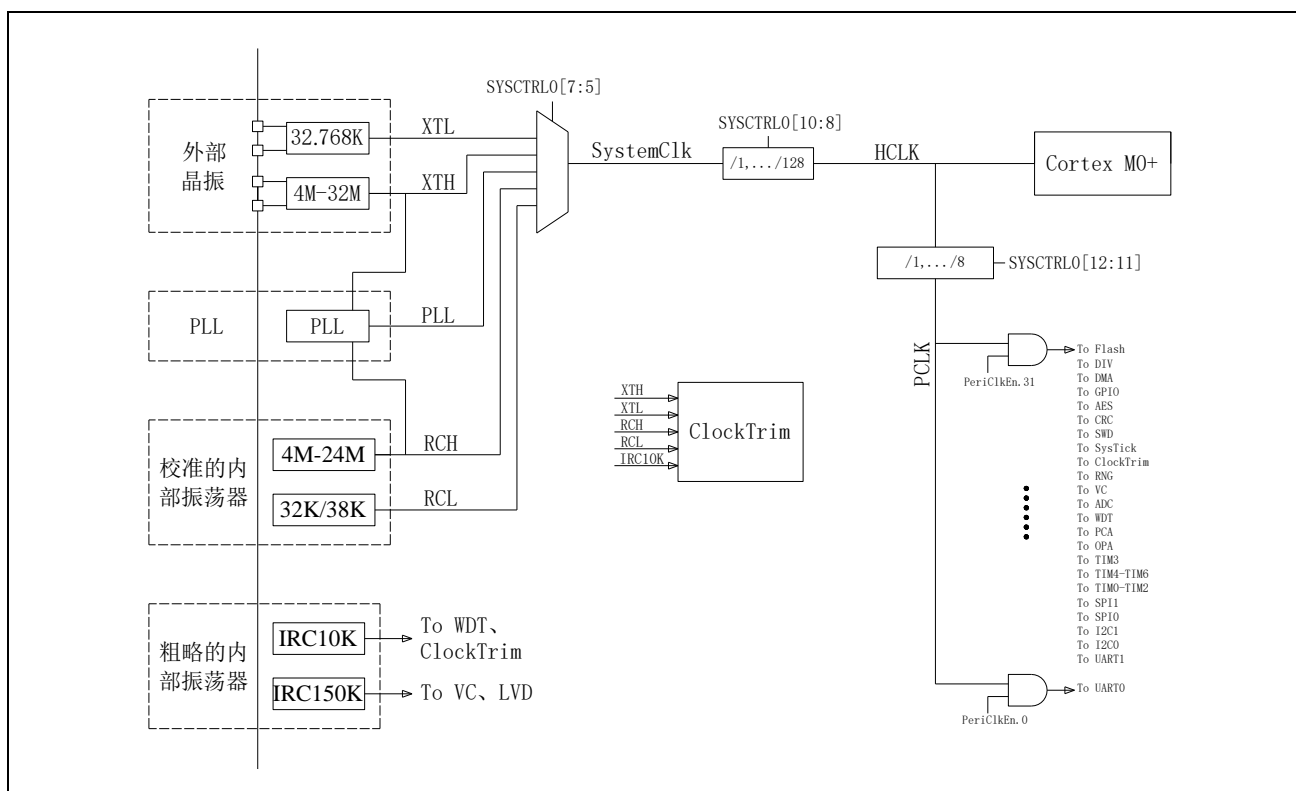 SYSCTRL0[7:5]
外部
晶振
32.768K
XTL
4M-32M
XTH
SystemClk
SYSCTRL0[10:8]
/1,.../128
HCLK
Cortex M0+
/1,.../8
SYSCTRL0[12:11]
PLL
PLL
PLL
PCLK
PeriClkEn.31
To Flash
To DIV
To DMA
To GPIO
To AES
To CRC
To SWD
To SysTick
To ClockTrim
To RNG
To VC
To ADC
To WDT
To PCA
To OPA
To TIM3
To TIM4-TIM6
To TIM0-TIM2
To SPI1
To SPI0
To I2C1
To I2C0
To UART1
PeriClkEn.0
To UART0
XTH
XTL
RCH
RCL
IRC10K
ClockTrim
校准的内
部振荡器
4M-24M
RCH
32K/38K
RCL
粗略的内
部振荡器
IRC10K
To WDT、
ClockTrim
IRC150K
To VC、LVD